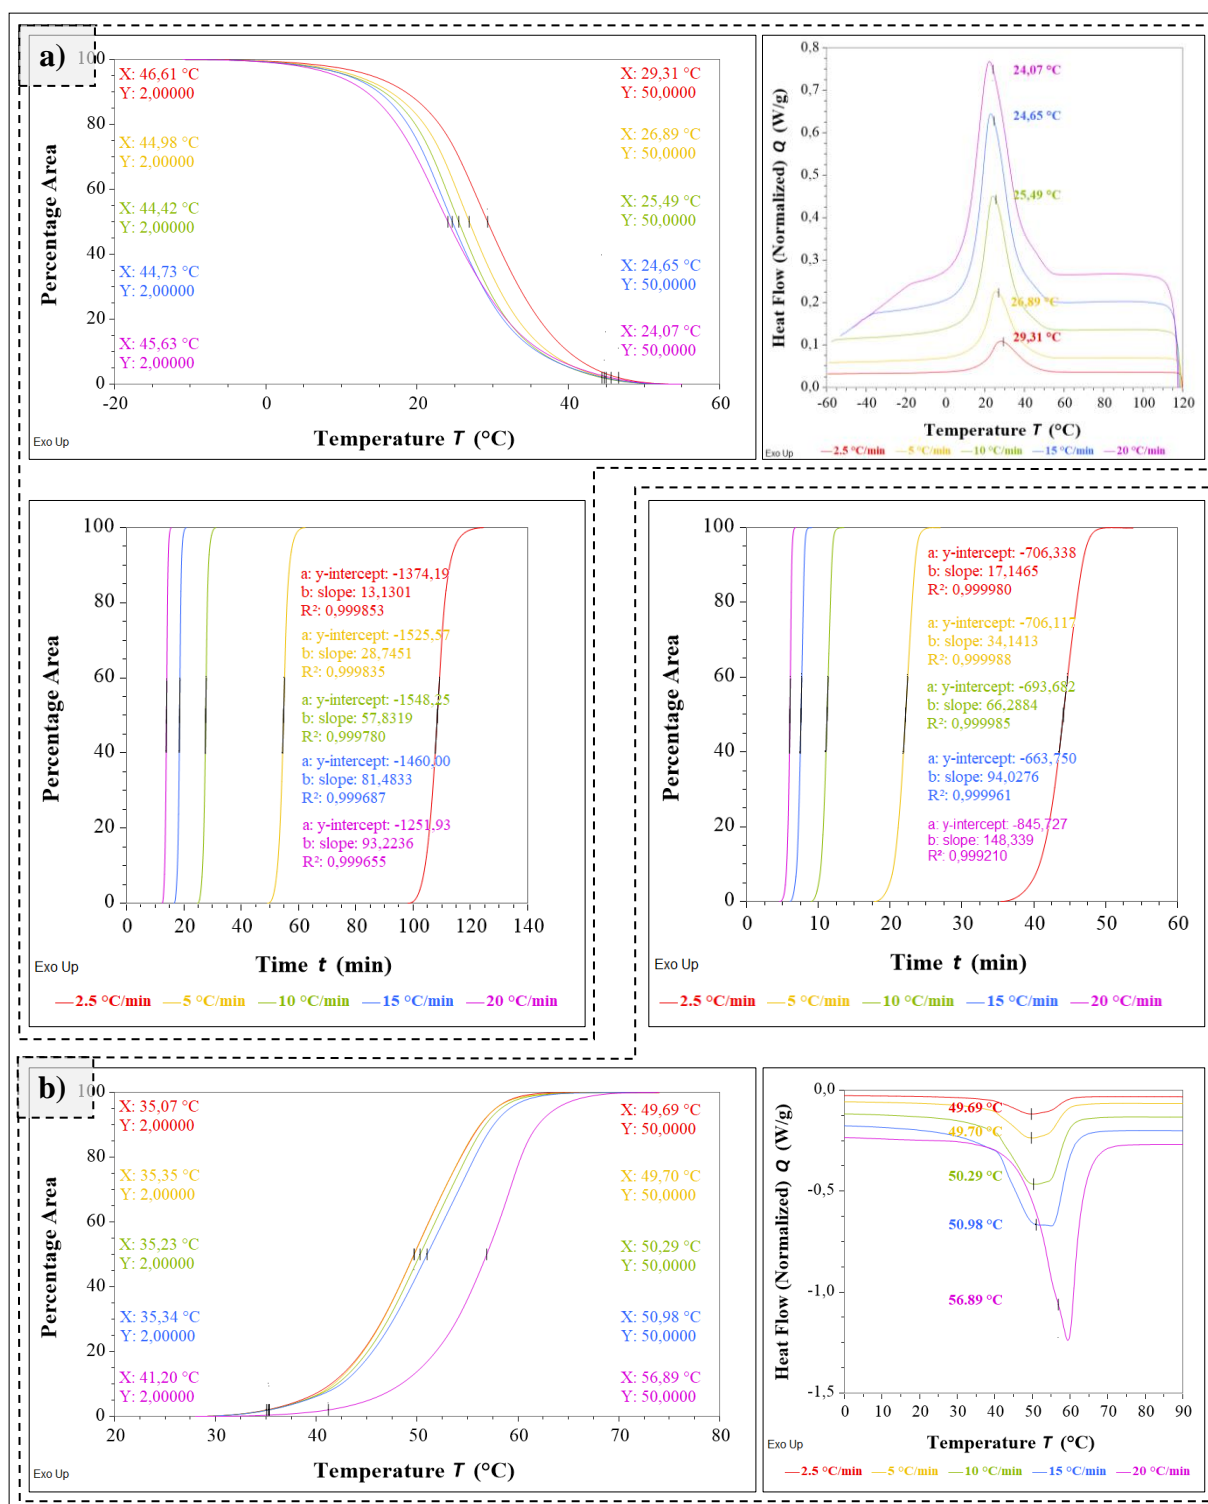 a)
100
80
60
40
20
0
-20
0
20
40
60
Percentage Area
Temperature T (°C)
Exo Up
X: 46,61 °C
Y: 2,00000
X: 44,98 °C
Y: 2,00000
X: 44,42 °C
Y: 2,00000
X: 44,73 °C
Y: 2,00000
X: 45,63 °C
Y: 2,00000
X: 29,31 °C
Y: 50,0000
X: 26,89 °C
Y: 50,0000
X: 25,49 °C
Y: 50,0000
X: 24,65 °C
Y: 50,0000
X: 24,07 °C
Y: 50,0000
0,8
0,7
0,6
0,5
0,4
0,3
0,2
0,1
0,0
-60
-40
-20
0
20
40
60
80
100
120
Heat Flow (Normalized) Q (W/g)
Temperature T (°C)
24,07 °C
24,65 °C
25,49 °C
26,89 °C
29,31 °C
Exo Up
2.5 °C/min 5 °C/min 10 °C/min 15 °C/min 20 °C/min
100
80
60
40
20
0
0
20
40
60
80
100
120
140
Percentage Area
Time t (min)
a: y-intercept: -1374,19
b: slope: 13,1301
R²: 0,999853
a: y-intercept: -1525,57
b: slope: 28,7451
R²: 0,999835
a: y-intercept: -1548,25
b: slope: 57,8319
R²: 0,999780
a: y-intercept: -1460,00
b: slope: 81,4833
R²: 0,999687
a: y-intercept: -1251,93
b: slope: 93,2236
R²: 0,999655
Exo Up
2.5 °C/min 5 °C/min 10 °C/min 15 °C/min 20 °C/min
100
80
60
40
20
0
0
10
20
30
40
50
60
Percentage Area
Time t (min)
a: y-intercept: -706,338
b: slope: 17,1465
R²: 0,999980
a: y-intercept: -706,117
b: slope: 34,1413
R²: 0,999988
a: y-intercept: -693,682
b: slope: 66,2884
R²: 0,999985
a: y-intercept: -663,750
b: slope: 94,0276
R²: 0,999961
a: y-intercept: -845,727
b: slope: 148,339
R²: 0,999210
Exo Up
2.5 °C/min 5 °C/min 10 °C/min 15 °C/min 20 °C/min
b)
100
80
60
40
20
0
20
30
40
50
60
70
80
Percentage Area
Temperature T (°C)
Exo Up
X: 35,07 °C
Y: 2,00000
X: 35,35 °C
Y: 2,00000
X: 35,23 °C
Y: 2,00000
X: 35,34 °C
Y: 2,00000
X: 41,20 °C
Y: 2,00000
X: 49,69 °C
Y: 50,0000
X: 49,70 °C
Y: 50,0000
X: 50,29 °C
Y: 50,0000
X: 50,98 °C
Y: 50,0000
X: 56,89 °C
Y: 50,0000
0,0
-0,5
-1,0
-1,5
0
10
20
30
40
50
60
70
80
90
Heat Flow (Normalized) Q (W/g)
Temperature T (°C)
49.69 °C
49.70 °C
50.29 °C
50.98 °C
56.89 °C
Exo Up
2.5 °C/min 5 °C/min 10 °C/min 15 °C/min 20 °C/min